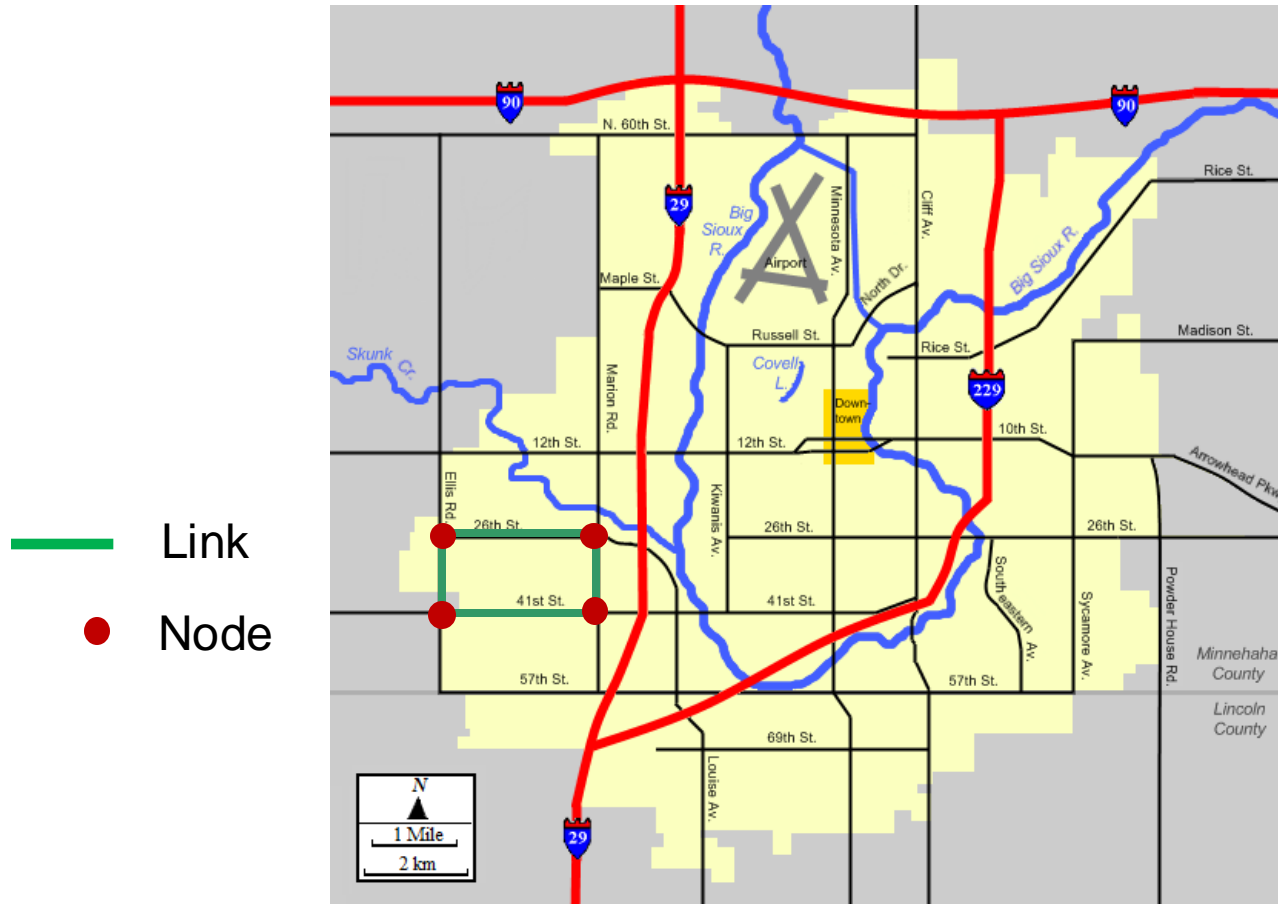 90
90
N. 60th St.
Rice St.
29
Big
Sioux
R.
Minnesota Av.
Cliff Av.
Airport
Big Sioux R.
Maple St.
North Dr.
Russell St.
Madison St.
Rice St.
Skunk Cr.
Covell
L.
Marion Rd.
229
Down-
town
10th St.
12th St.
12th St.
Arrowhead Pkw
Ellis Rd.
Kiwanis Av.
26th St.
26th St.
26th St.
Link
Southeastern Av.
Sycamore Av.
Powder House Rd.
41st St.
41st St.
Node
Minnehaha
County
57th St.
57th St.
Lincoln
County
69th St.
Louise Av.
N
1 Mile
2 km
29